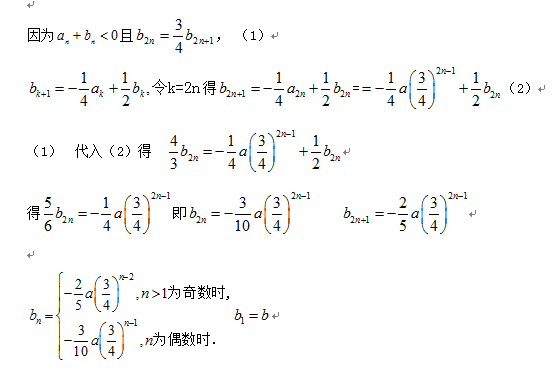 因为 aₙ + bₙ < 0 且 b₂ₙ = \frac{3}{4} b₂ₙ₊₁， （1）
b_{k+1} = -\frac{1}{4} a_k + \frac{1}{2} b_k, 令k=2n 得 b_{2n+1} = -\frac{1}{4} a_{2n} + \frac{1}{2} b_{2n} = = -\frac{1}{4} a \left(\frac{3}{4}\right)^{2n-1} + \frac{1}{2} b_{2n}（2）
（1） 代入（2）得 \frac{4}{3} b_{2n} = -\frac{1}{4} a \left(\frac{3}{4}\right)^{2n-1} + \frac{1}{2} b_{2n}
得 \frac{5}{6} b_{2n} = -\frac{1}{4} a \left(\frac{3}{4}\right)^{2n-1} 即 b_{2n} = -\frac{3}{10} a \left(\frac{3}{4}\right)^{2n-1} b_{2n+1} = -\frac{2}{5} a \left(\frac{3}{4}\right)^{2n-1}
b_n = \begin{cases} -\frac{2}{5} a \left(\frac{3}{4}\right)^{n-2}, n>1为奇数时, \\ -\frac{3}{10} a \left(\frac{3}{4}\right)^{n-1}, n为偶数时. \end{cases} b_1 = b